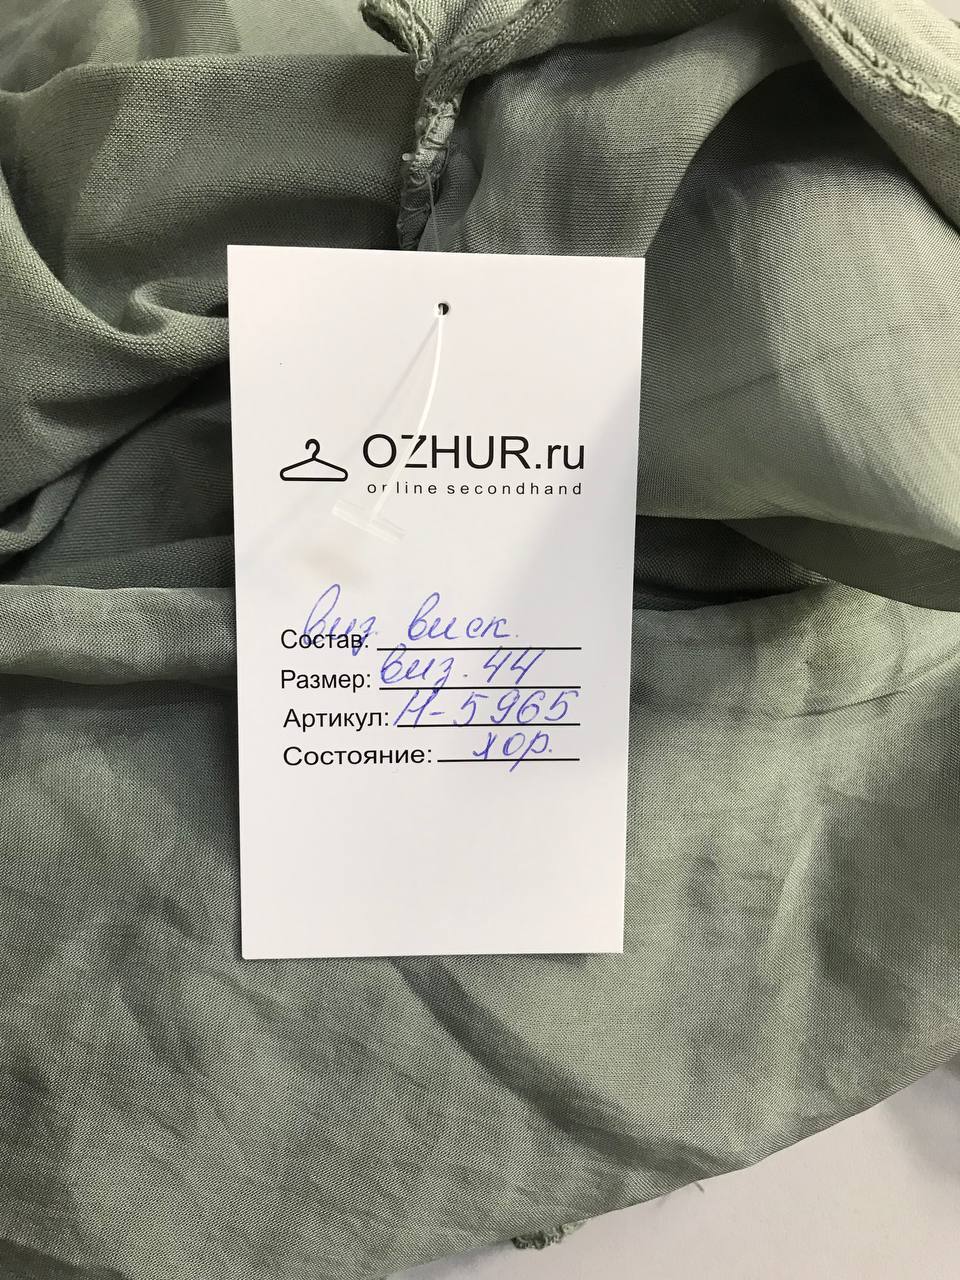 OZHUR.ru
online secondhand
Состав: виз. виск.
Размер: виз. 44
Артикул: Н-5965
Состояние: хор.